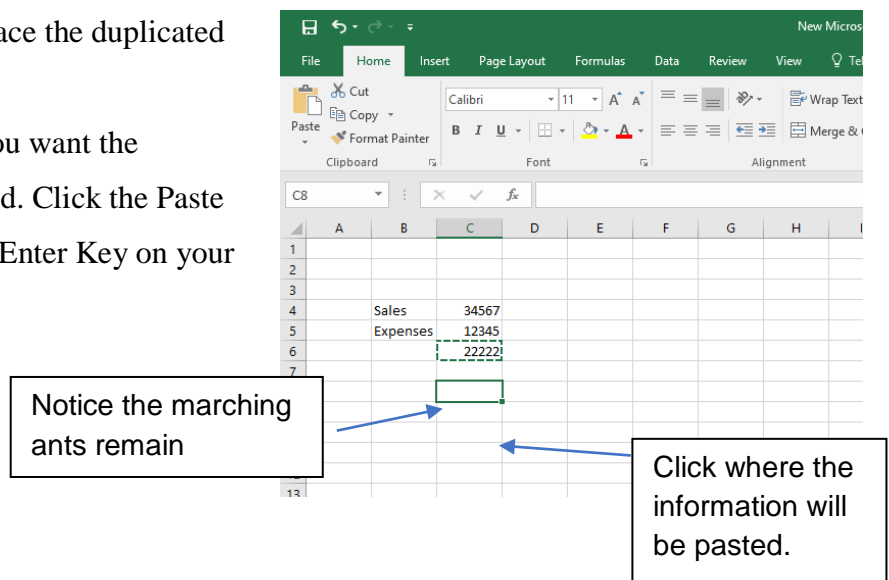 ace the duplicated
ou want the
d. Click the Paste
Enter Key on your
New Micros
File Home Insert Page Layout Formulas Data Review View Te
Cut
Copy
Format Painter
Paste
Calibri 11 A A Wrap Text
B I U A Merge &
Clipboard Font Alignment
C8 fx
A B C D E F G H
1
2
3
4 Sales 34567
5 Expenses 12345
6 22222
7
13
Notice the marching
ants remain
Click where the
information will
be pasted.